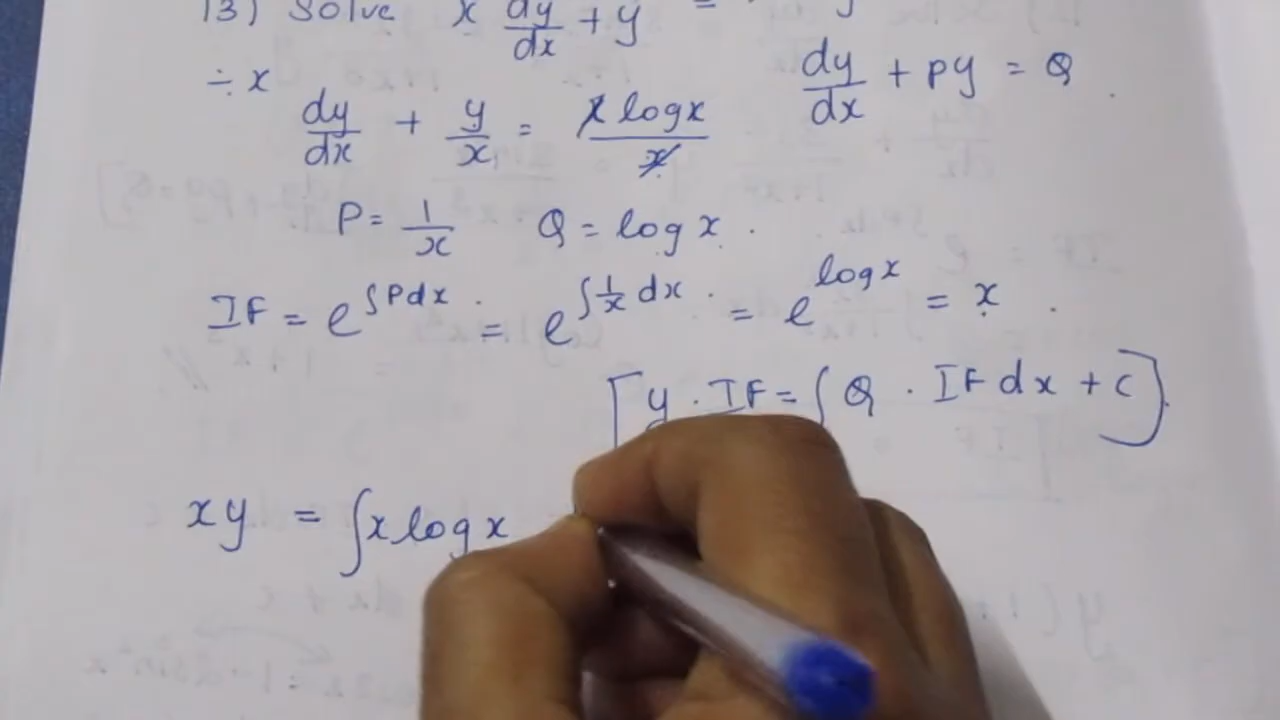 13) Solve x dy/dx + y =
÷x
dy/dx + y/x = x log x/x
dy/dx + py = Q
P = 1/x Q = log x .
IF = e^∫Pdx = e^∫1/x dx = e^log x = x
[y . IF = ∫Q . IF dx + c]
xy = ∫x log x